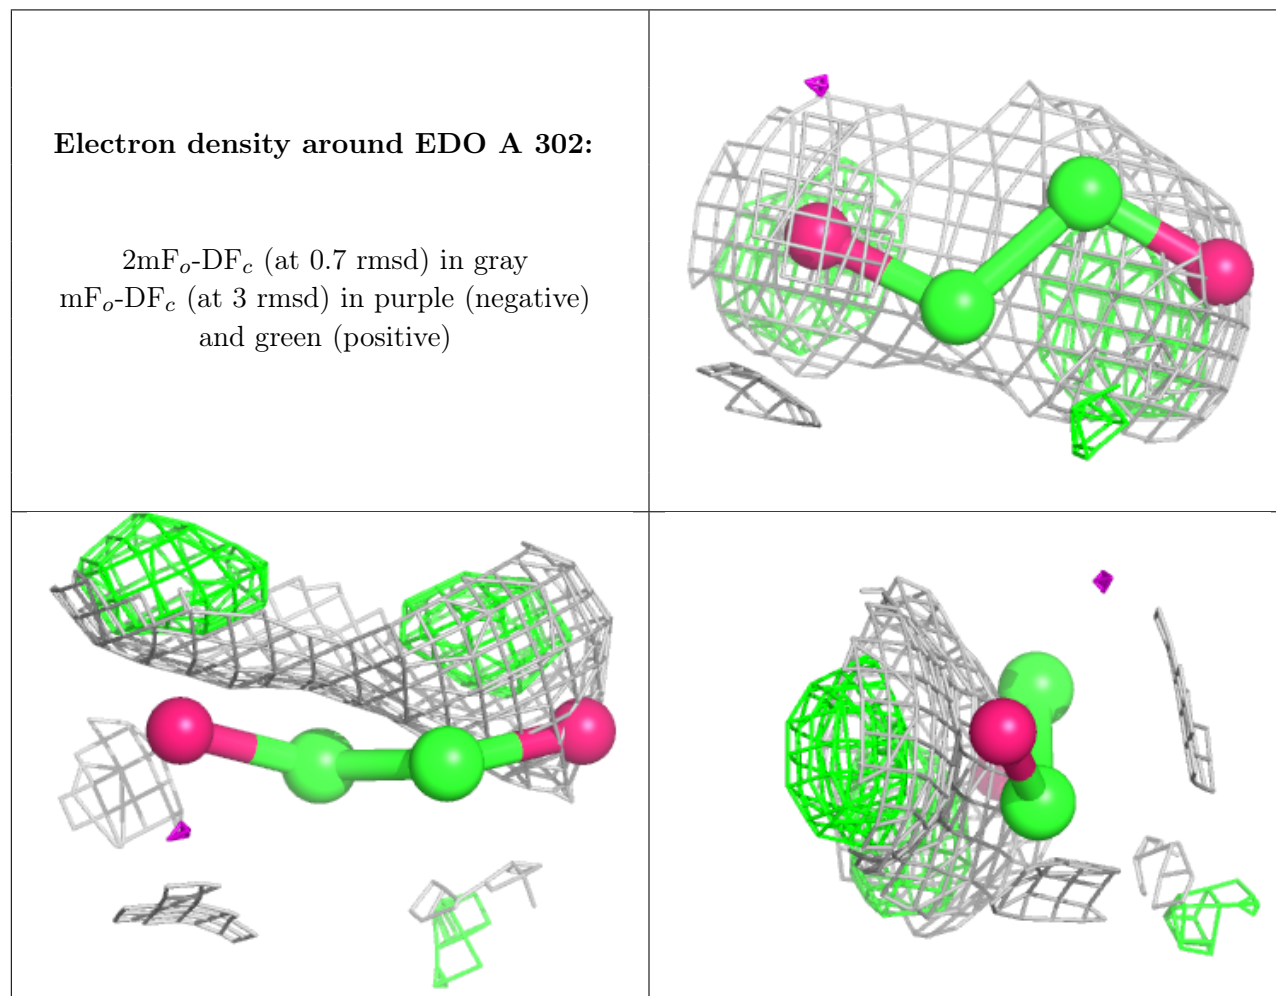 Electron density around EDO A 302:
2mFₒ-DF𝒸 (at 0.7 rmsd) in gray
mFₒ-DF𝒸 (at 3 rmsd) in purple (negative)
and green (positive)